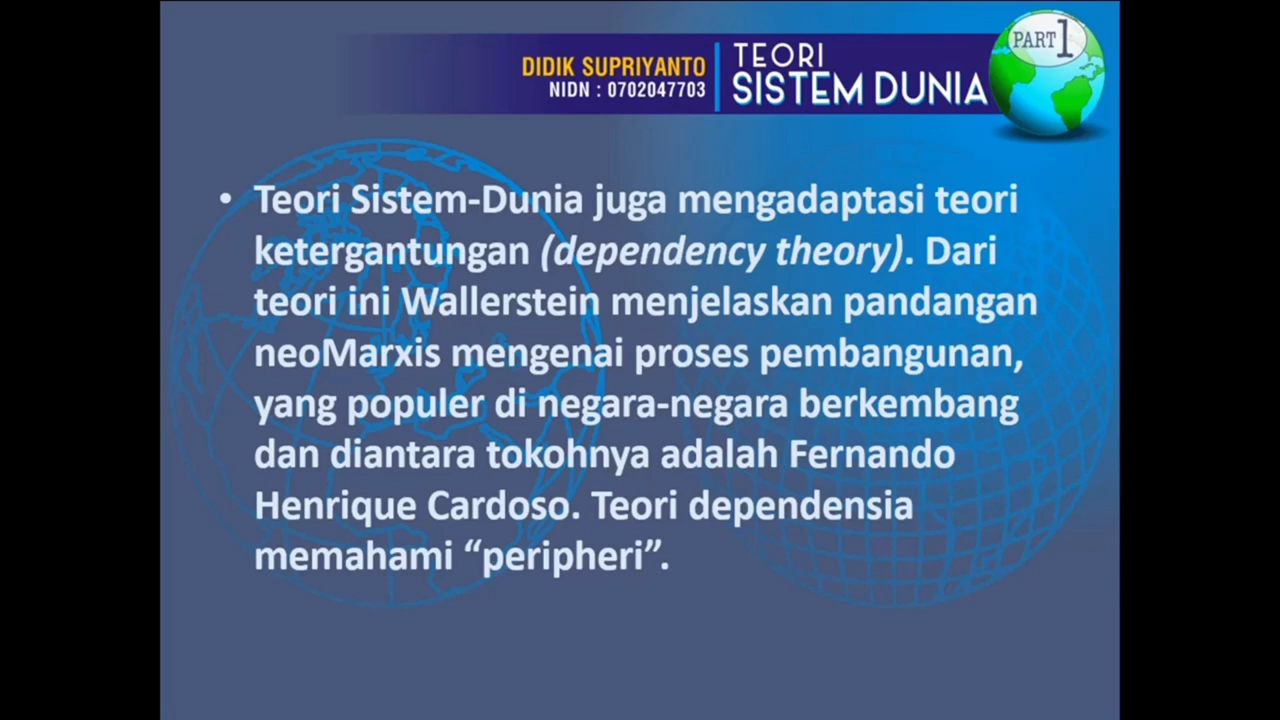 DIDIK SUPRIYANTO
NIDN : 0702047703
TEORI
SISTEM DUNIA
PART 1
• Teori Sistem-Dunia juga mengadaptasi teori
ketergantungan (dependency theory). Dari
teori ini Wallerstein menjelaskan pandangan
neoMarxis mengenai proses pembangunan,
yang populer di negara-negara berkembang
dan diantara tokohnya adalah Fernando
Henrique Cardoso. Teori dependensia
memahami “peripheri”.